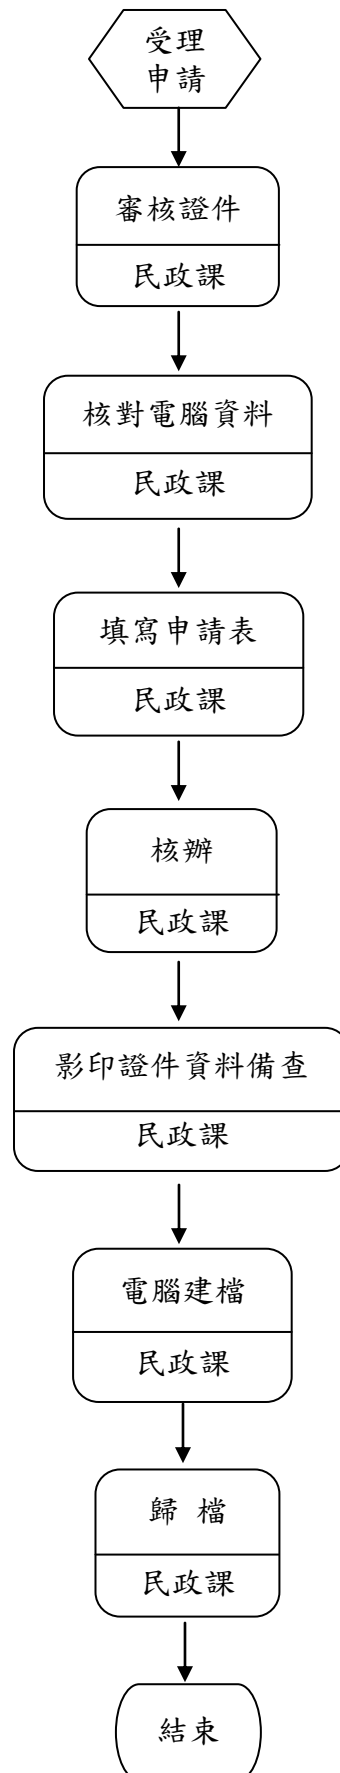 受理
申請
審核證件
民政課
核對電腦資料
民政課
填寫申請表
民政課
核辦
民政課
影印證件資料備查
民政課
電腦建檔
民政課
歸 檔
民政課
結束